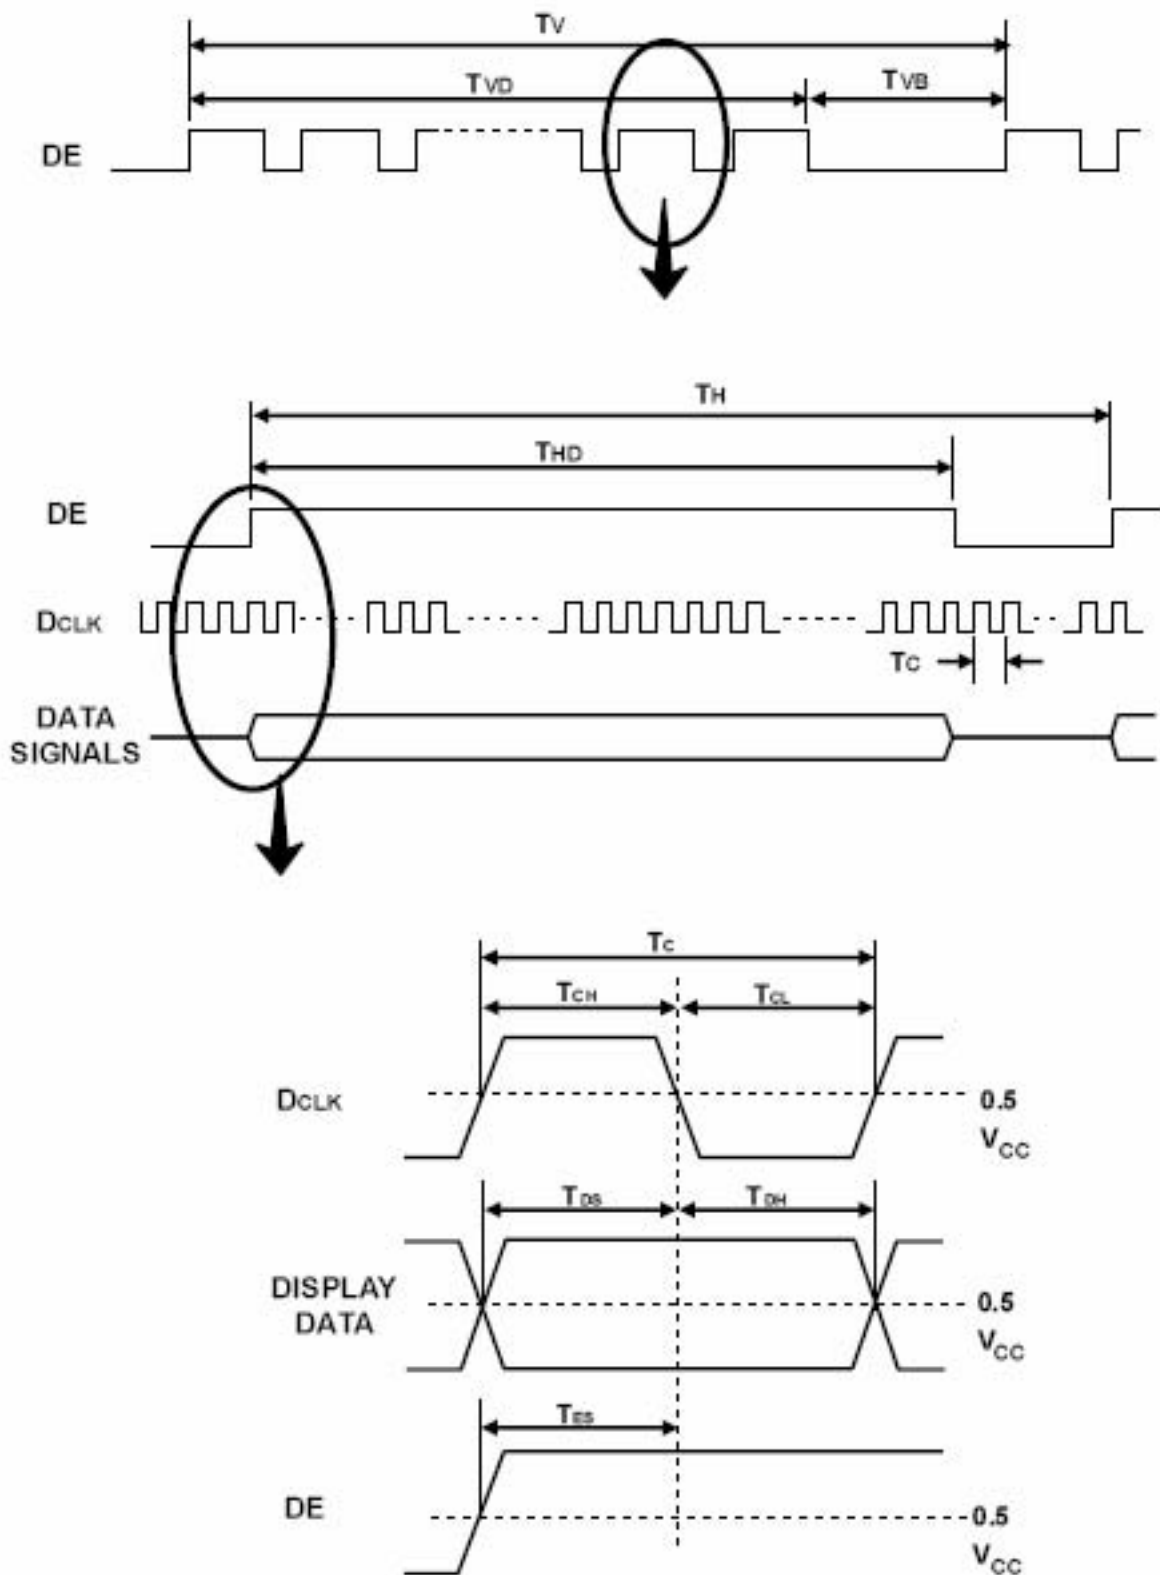 TV
TVD
TVB
DE
TH
THD
DE
DCLK
TC
DATA
SIGNALS
TC
TCH
TCL
DCLK
0.5
VCC
TDS
TDH
DISPLAY
DATA
0.5
VCC
TES
DE
0.5
VCC